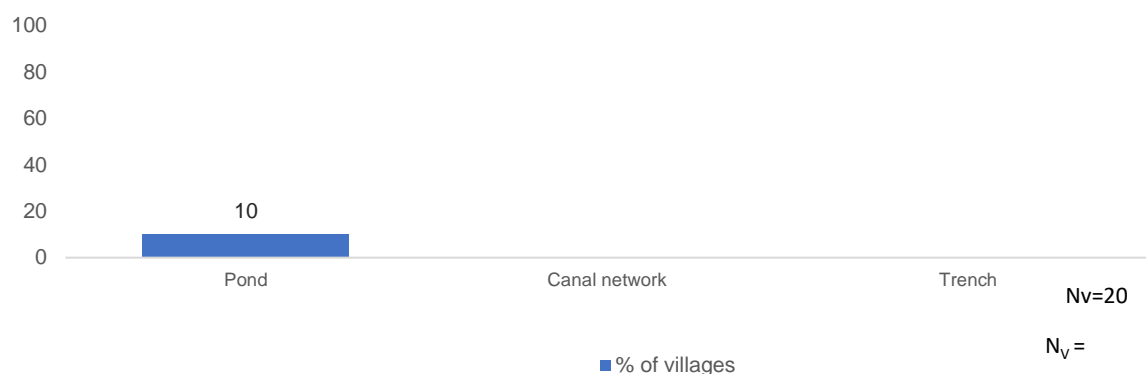 100
80
60
40
20
0
10
Pond Canal network Trench
Nv=20
Nᵥ =
% of villages